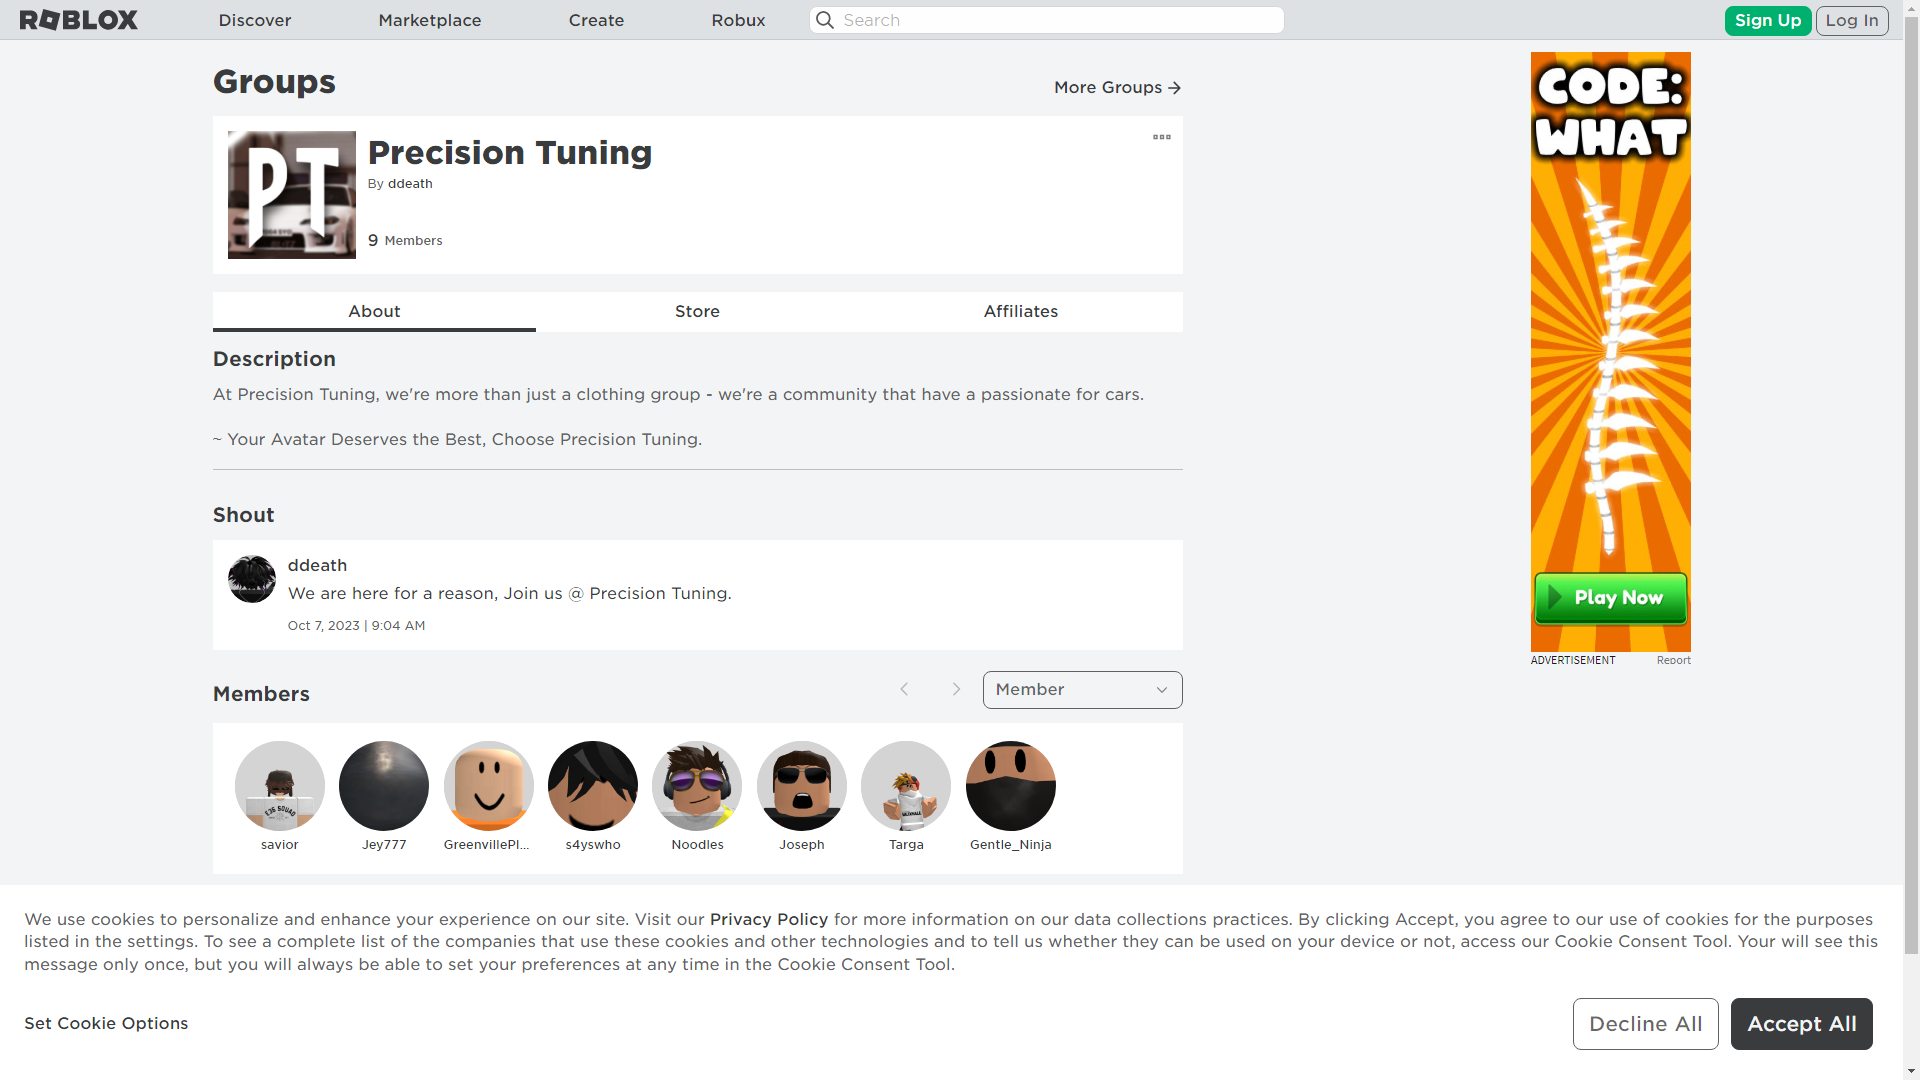 ROBLOX Discover Marketplace Create Robux Search Sign Up Log In
Groups
More Groups
PT
Precision Tuning
By ddeath
9 Members
About Store Affiliates
Description
At Precision Tuning, we're more than just a clothing group - we're a community that have a passionate for cars.
~ Your Avatar Deserves the Best, Choose Precision Tuning.
Shout
ddeath
We are here for a reason, Join us @ Precision Tuning.
Oct 7, 2023 | 9:04 AM
Members
Member
savior Jey777 GreenvillePl... s4yswho Noodles Joseph Targa Gentle_Ninja
CODE:
WHAT
Play Now
ADVERTISEMENT Report
We use cookies to personalize and enhance your experience on our site. Visit our Privacy Policy for more information on our data collections practices. By clicking Accept, you agree to our use of cookies for the purposes
listed in the settings. To see a complete list of the companies that use these cookies and other technologies and to tell us whether they can be used on your device or not, access our Cookie Consent Tool. Your will see this
message only once, but you will always be able to set your preferences at any time in the Cookie Consent Tool.
Set Cookie Options
Decline All
Accept All